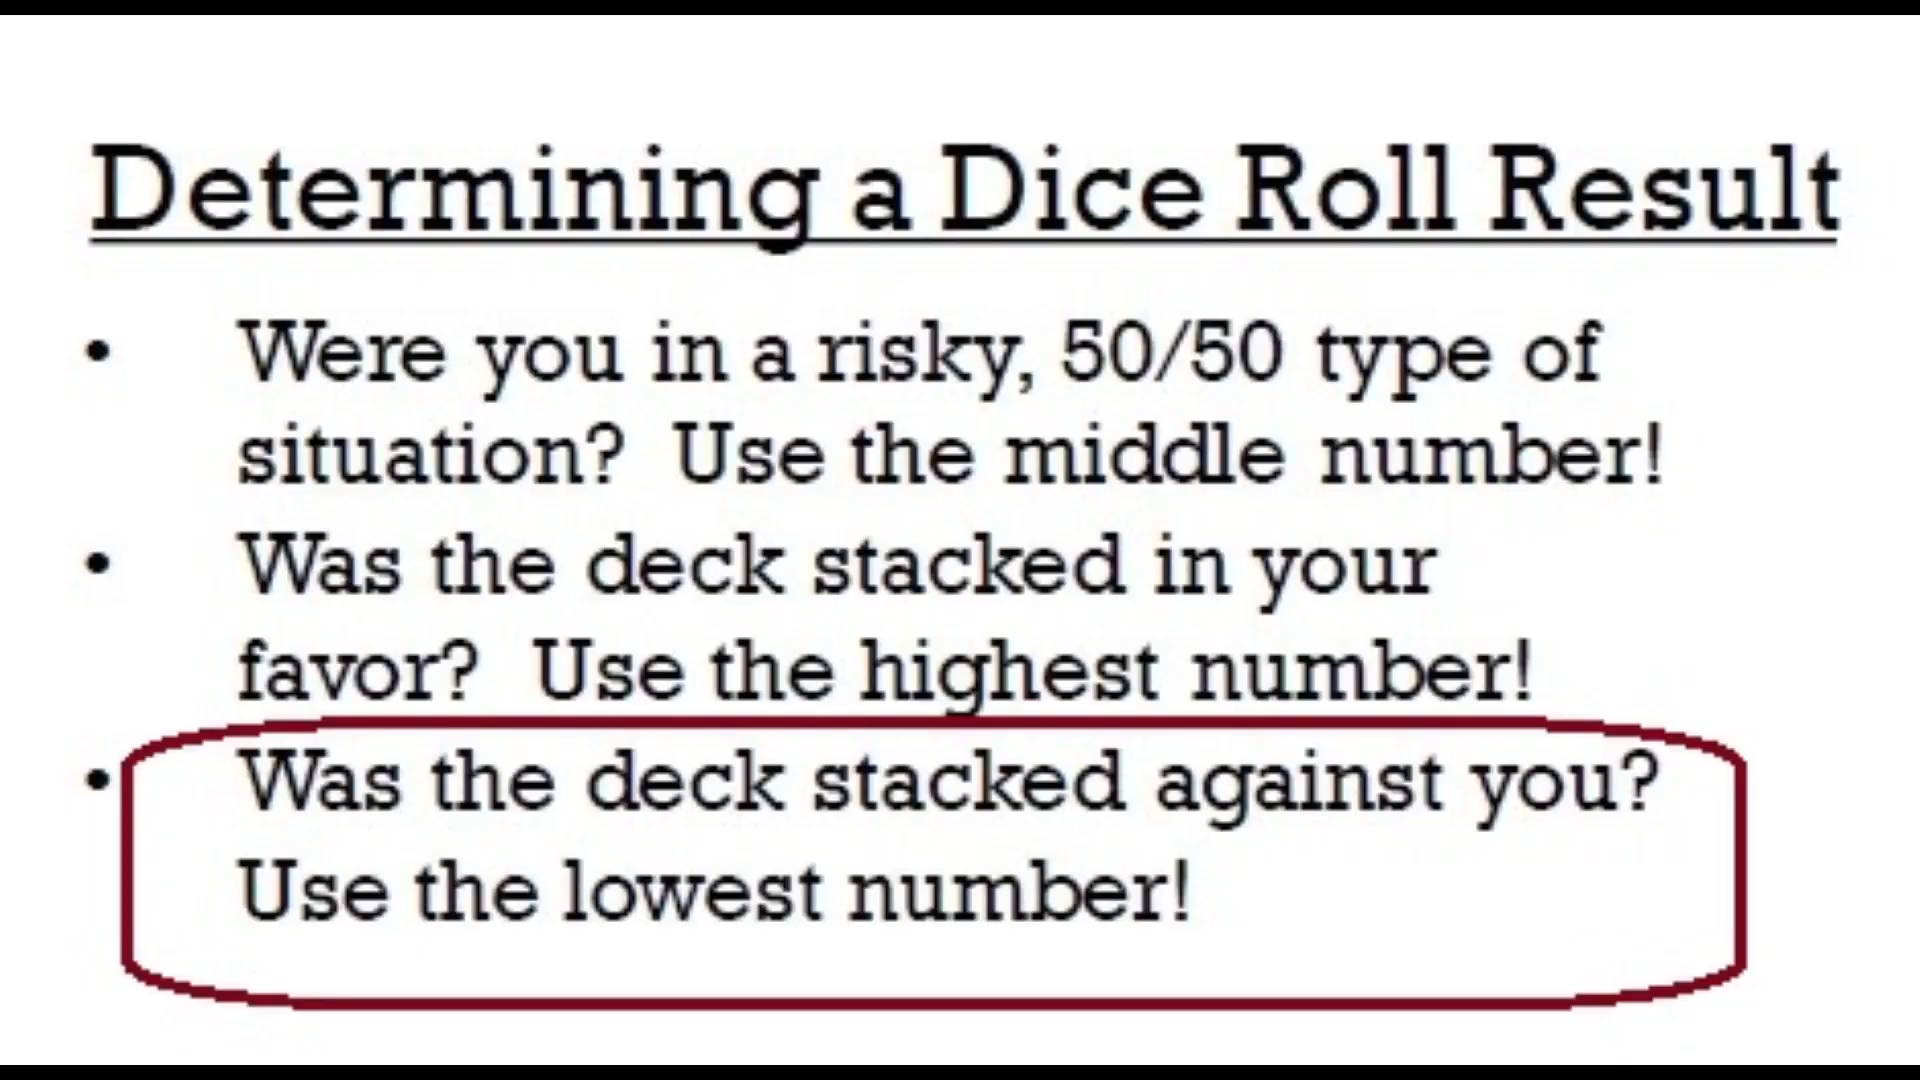 Determining a Dice Roll Result
• Were you in a risky, 50/50 type of
situation? Use the middle number!
• Was the deck stacked in your
favor? Use the highest number!
• Was the deck stacked against you?
Use the lowest number!